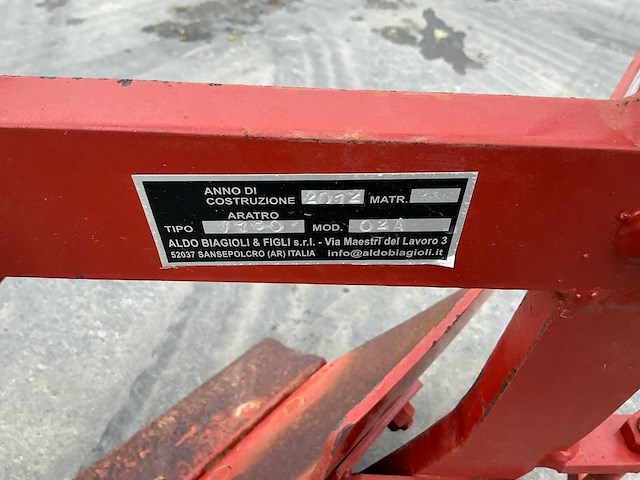 ANNO DI
COSTRUZIONE 2012 MATR.
ARATRO
TIPO MOD. 02A
ALDO BIAGIOLI & FIGLI s.r.l. - Via Maestri del Lavoro 3
52037 SANSEPOLCRO (AR) ITALIA info@aldobiagioli.it